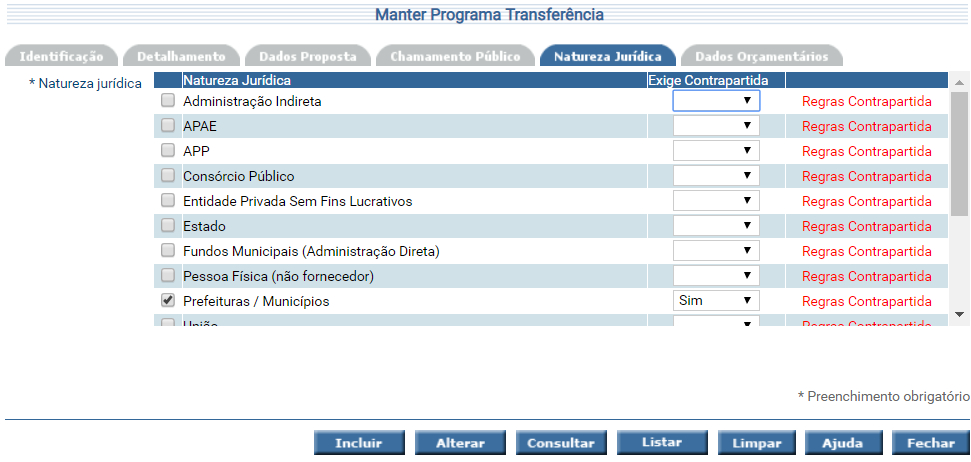 Manter Programa Transferência
Identificação Detalhamento Dados Proposta Chamamento Público Natureza Jurídica Dados Orçamentários
* Natureza jurídica Natureza Jurídica Exige Contrapartida
Administração Indireta Regras Contrapartida
APAE Regras Contrapartida
APP Regras Contrapartida
Consórcio Público Regras Contrapartida
Entidade Privada Sem Fins Lucrativos Regras Contrapartida
Estado Regras Contrapartida
Fundos Municipais (Administração Direta) Regras Contrapartida
Pessoa Física (não fornecedor) Regras Contrapartida
Prefeituras / Municípios Sim Regras Contrapartida
União Regras Contrapartida
* Preenchimento obrigatório
Incluir Alterar Consultar Listar Limpar Ajuda Fechar